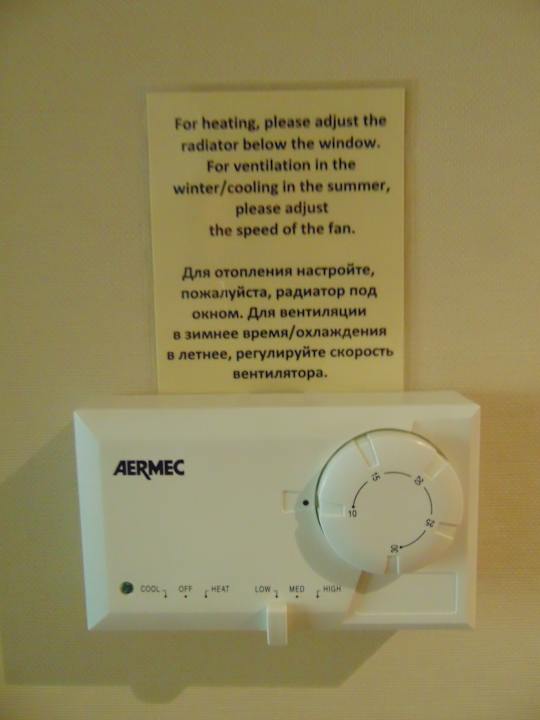 For heating, please adjust the
radiator below the window.
For ventilation in the
winter/cooling in the summer,
please adjust
the speed of the fan.
Для отопления настройте,
пожалуйста, радиатор под
окном. Для вентиляции
в зимнее время/охлаждения
в летнее, регулируйте скорость
вентилятора.
AERMEC
10 15 20 25 30
COOL OFF HEAT LOW MED HIGH